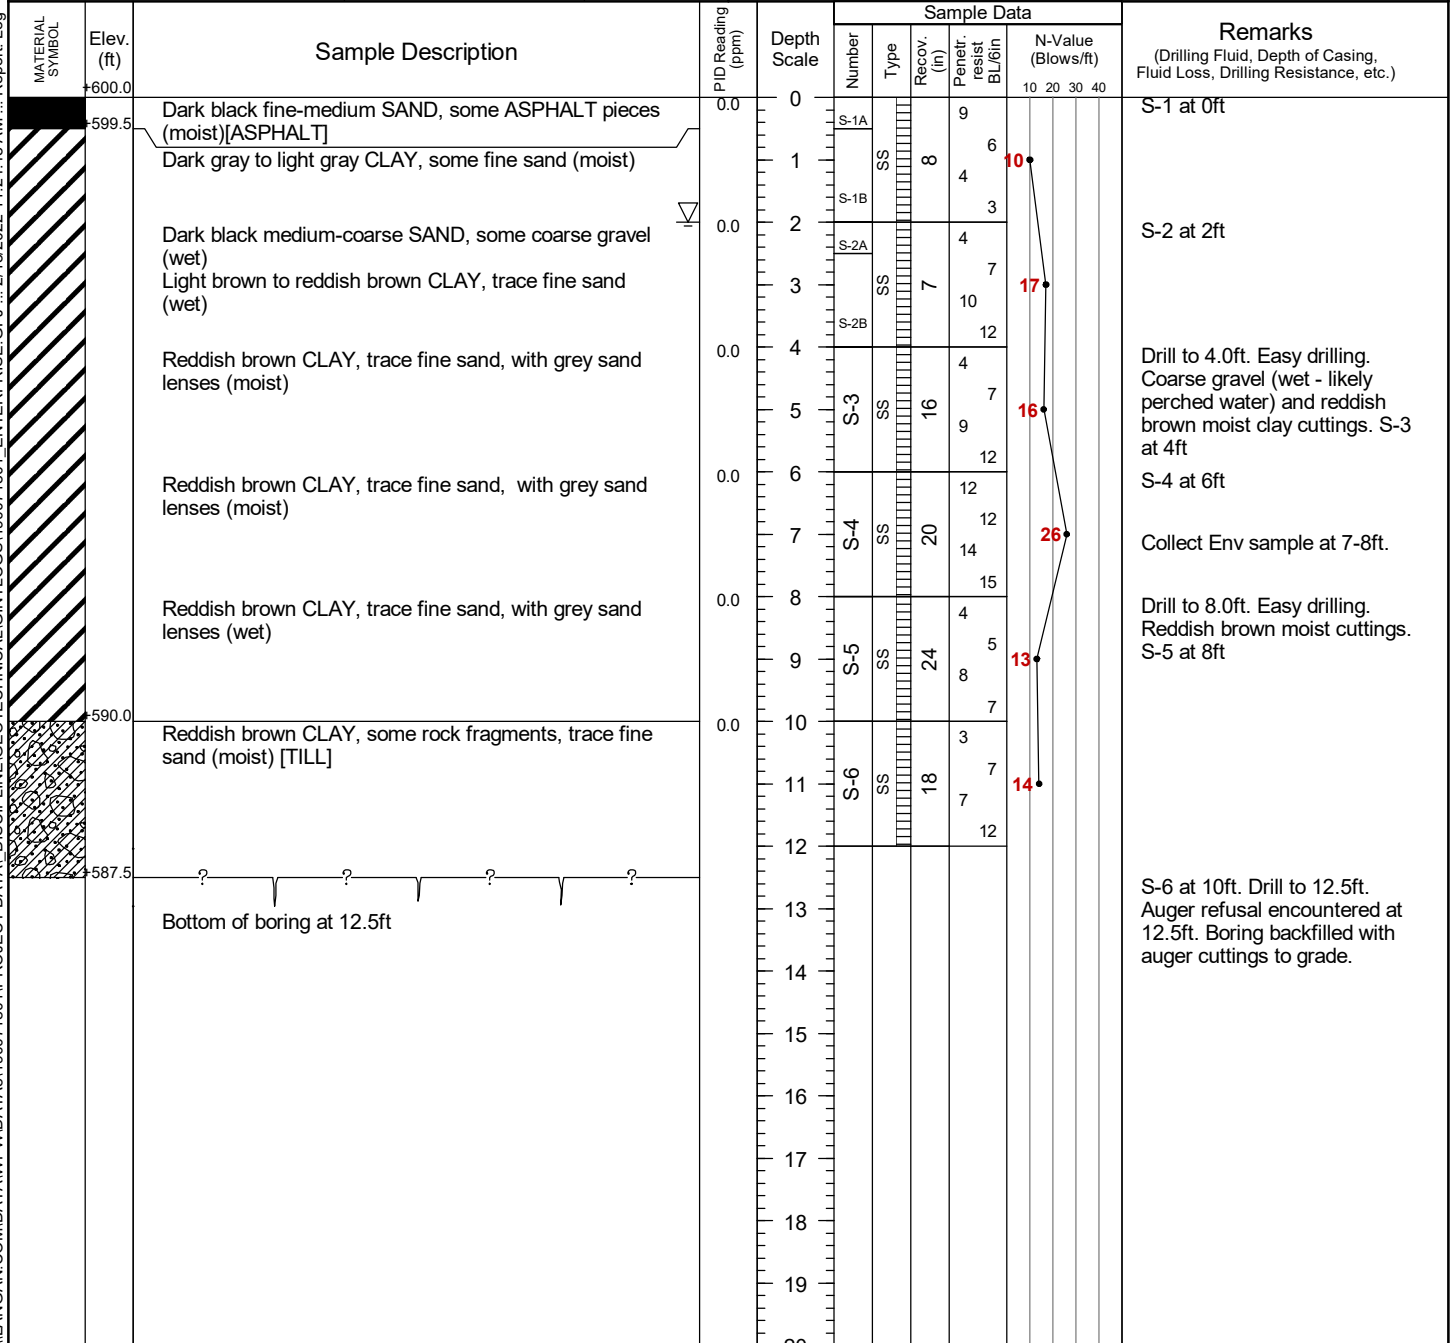 MATERIAL SYMBOL
Elev. (ft)
+600.0
Sample Description
PID Reading (ppm)
Depth Scale
Sample Data
Number
Type
Recov. (in)
Penetr. resist BL/6in
N-Value (Blows/ft)
10 20 30 40
Remarks
(Drilling Fluid, Depth of Casing,
Fluid Loss, Drilling Resistance, etc.)
Dark black fine-medium SAND, some ASPHALT pieces
(moist)[ASPHALT]
+599.5
Dark gray to light gray CLAY, some fine sand (moist)
0.0
0
1
S-1A
S-1B
SS
8
9
6
4
3
10
S-1 at 0ft
Dark black medium-coarse SAND, some coarse gravel
(wet)
Light brown to reddish brown CLAY, trace fine sand
(wet)
0.0
2
3
S-2A
S-2B
SS
7
4
7
10
12
17
S-2 at 2ft
Reddish brown CLAY, trace fine sand, with grey sand
lenses (moist)
0.0
4
5
S-3
SS
16
4
7
9
12
16
Drill to 4.0ft. Easy drilling.
Coarse gravel (wet - likely
perched water) and reddish
brown moist clay cuttings. S-3
at 4ft
Reddish brown CLAY, trace fine sand,  with grey sand
lenses (moist)
0.0
6
7
S-4
SS
20
12
12
14
15
26
S-4 at 6ft
Collect Env sample at 7-8ft.
Reddish brown CLAY, trace fine sand, with grey sand
lenses (wet)
0.0
8
9
S-5
SS
24
4
5
8
7
13
Drill to 8.0ft. Easy drilling.
Reddish brown moist cuttings.
S-5 at 8ft
+590.0
Reddish brown CLAY, some rock fragments, trace fine
sand (moist) [TILL]
0.0
10
11
S-6
SS
18
3
7
7
12
14
12
+587.5
? ? ? ?
Bottom of boring at 12.5ft
S-6 at 10ft. Drill to 12.5ft.
Auger refusal encountered at
12.5ft. Boring backfilled with
auger cuttings to grade.
13
14
15
16
17
18
19